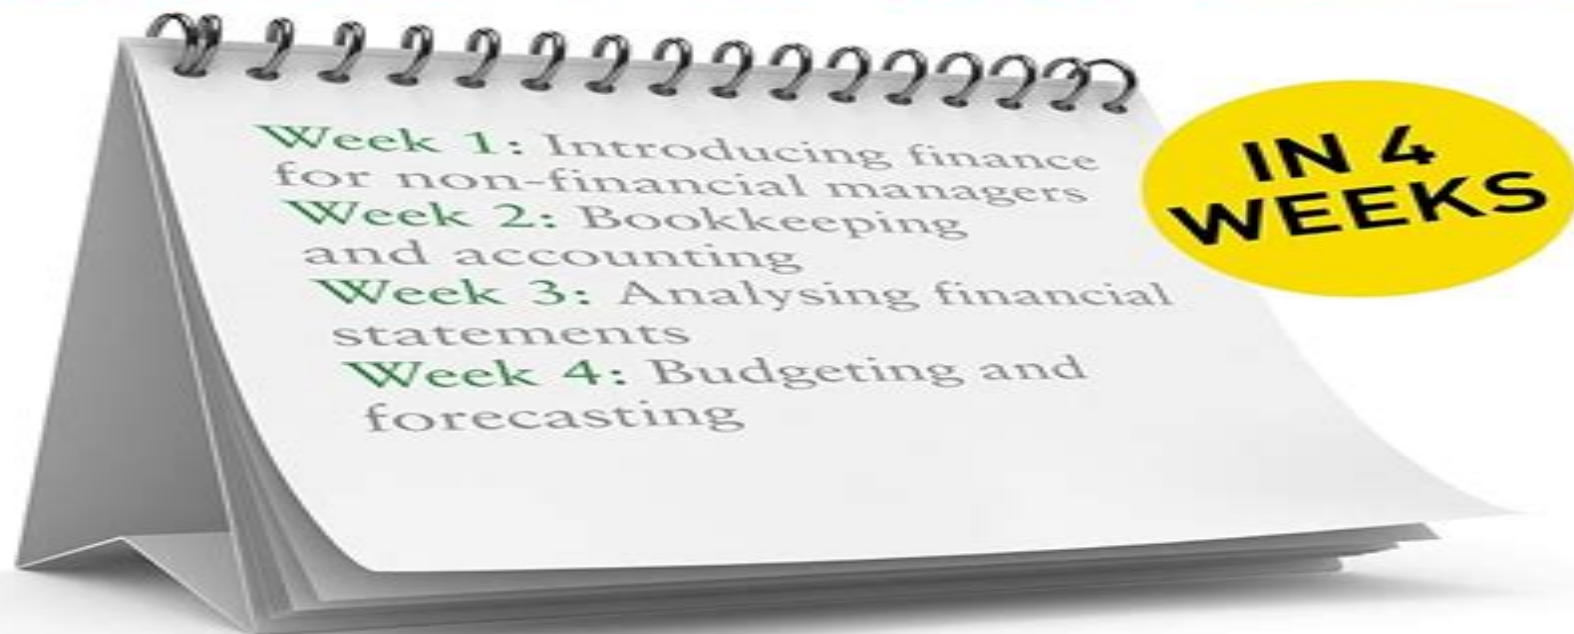 Week 1: Introducing finance
for non-financial managers
Week 2: Bookkeeping
and accounting
Week 3: Analysing financial
statements
Week 4: Budgeting and
forecasting
IN 4
WEEKS